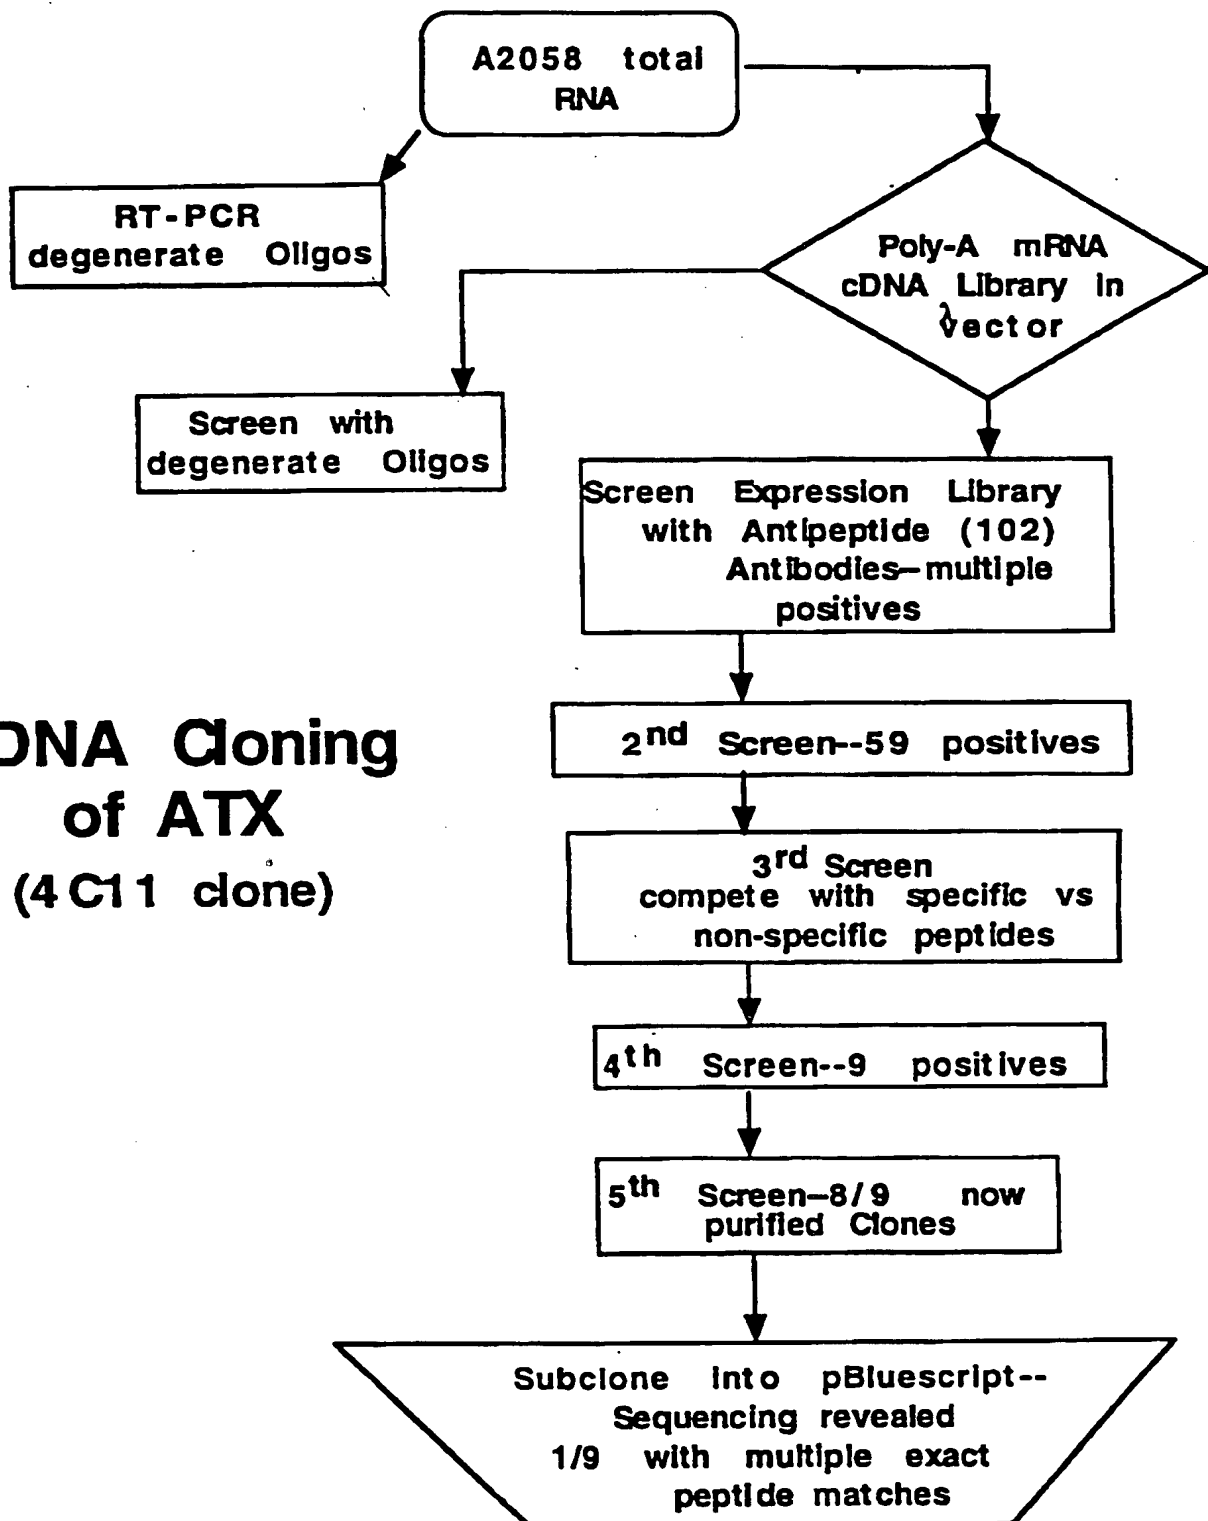 A2058 total
RNA
RT-PCR
degenerate Oligos
Poly-A mRNA
cDNA Library in
λ
vector
Screen with
degenerate Oligos
Screen Expression Library
with Antipeptide (102)
Antibodies--multiple
positives
2nd Screen--59 positives
DNA Cloning
of ATX
(4C11 clone)
3rd Screen
compete with specific vs
non-specific peptides
4th Screen--9 positives
5th Screen--8/9 now
purified Clones
Subclone into pBluescript--
Sequencing revealed
1/9 with multiple exact
peptide matches